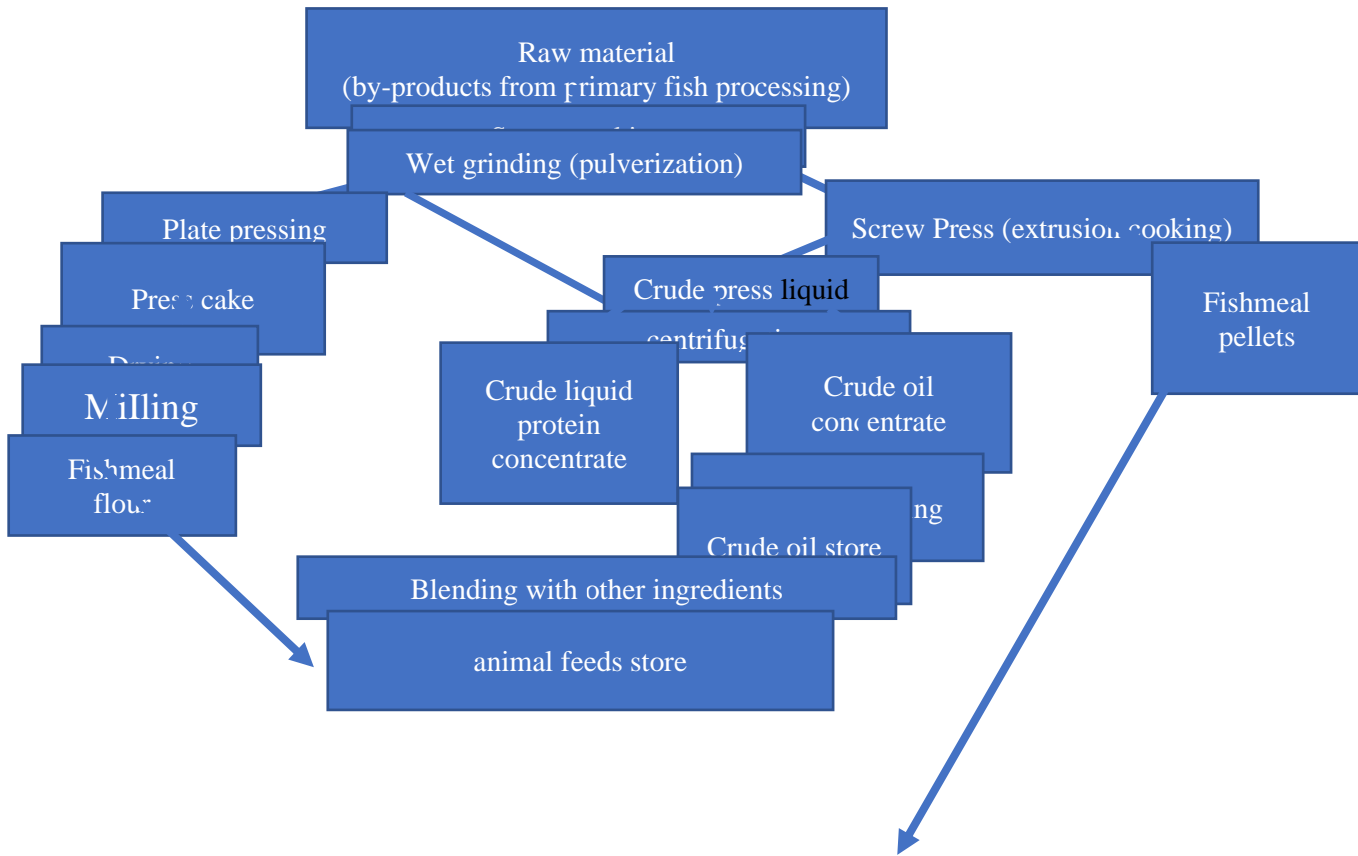 Raw material
(by-products from primary fish processing)
Wet grinding (pulverization)
Plate pressing
Screw Press (extrusion cooking)
Press cake
Crude press liquid
Fishmeal
pellets
MiIling
Crude liquid
protein
concentrate
Crude oil
concentrate
Fishmeal
flour
Crude oil store
Blending with other ingredients
animal feeds store